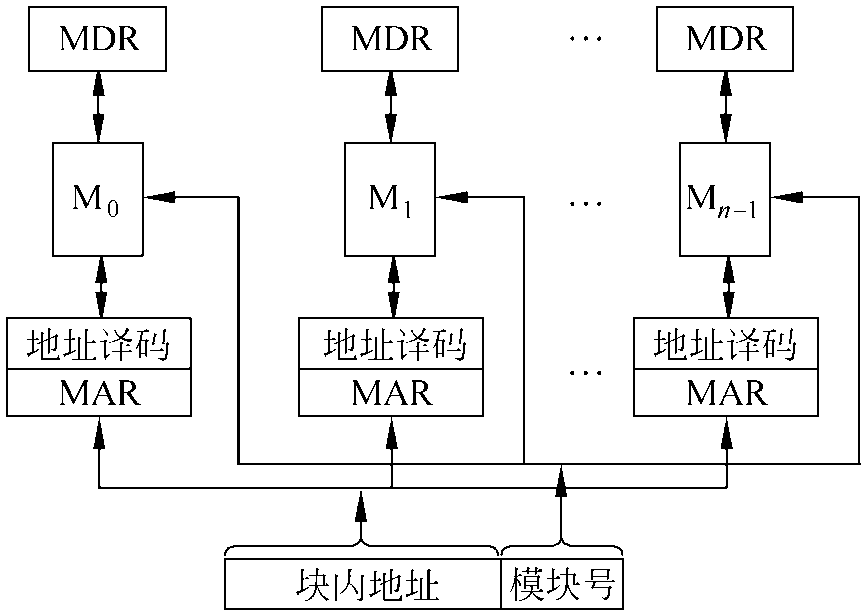 MDR MDR … MDR
M0 M1 … Mn−1
地址译码 地址译码 地址译码
…
MAR MAR MAR
块内地址 模块号